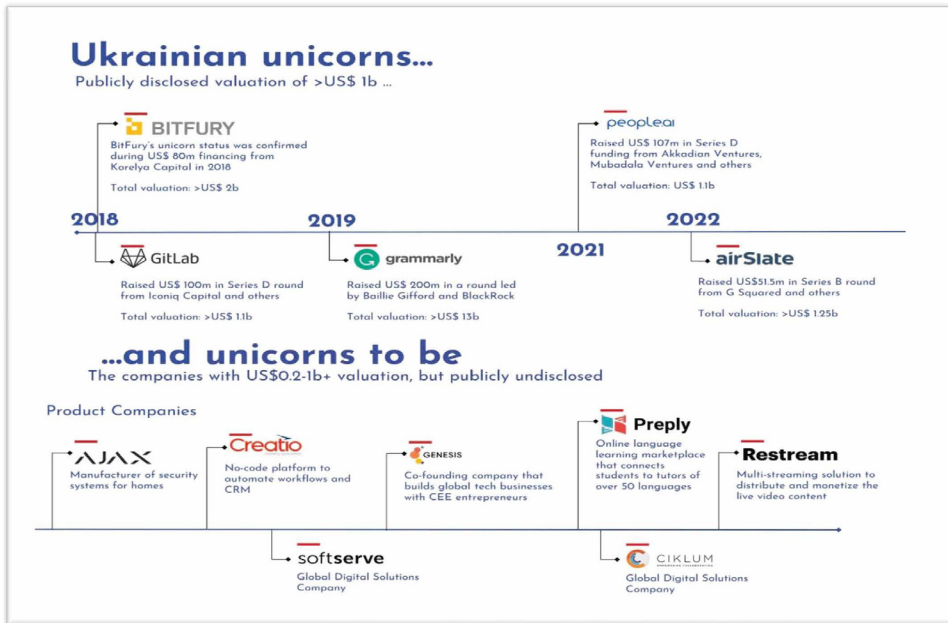 Ukrainian unicorns...
Publicly disclosed valuation of >US$ 1b ...
BITFURY
BitFury's unicorn status was confirmed
during US$ 80m financing from
Korelya Capital in 2018
Total valuation: >US$ 2b
peopleai
Raised US$ 107m in Series D
funding from Akkadian Ventures,
Mubadala Ventures and others
Total valuation: US$ 1.1b
2018
2019
2021
2022
GitLab
Raised US$ 100m in Series D round
from Iconiq Capital and others
Total valuation: >US$ 1.1b
grammarly
Raised US$ 200m in a round led
by Baillie Gifford and BlackRock
Total valuation: >US$ 13b
airSlate
Raised US$51.5m in Series B round
from G Squared and others
Total valuation: >US$ 1.25b
...and unicorns to be
The companies with US$0.2-1b+ valuation, but publicly undisclosed
Product Companies
AJAX
Manufacturer of security
systems for homes
Creatio
No-code platform to
automate workflows and
CRM
GENESIS
Co-founding company that
builds global tech businesses
with CEE entrepreneurs
Preply
Online language
learning marketplace
that connects
students to tutors of
over 50 languages
Restream
Multi-streaming solution to
distribute and monetize the
live video content
softserve
Global Digital Solutions
Company
CIKLUM
Global Digital Solutions
Company